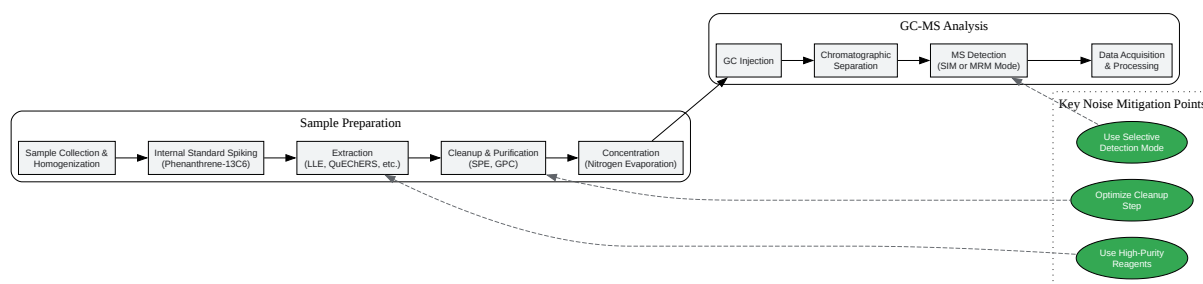 GC-MS Analysis
GC Injection
Chromatographic
Separation
MS Detection
(SIM or MRM Mode)
Data Acquisition
& Processing
Key Noise Mitigation Points
Sample Preparation
Sample Collection &
Homogenization
Internal Standard Spiking
(Phenanthrene-13C6)
Extraction
(LLE, QuEChERS, etc.)
Cleanup & Purification
(SPE, GPC)
Concentration
(Nitrogen Evaporation)
Use Selective
Detection Mode
Optimize Cleanup
Step
Use High-Purity
Reagents